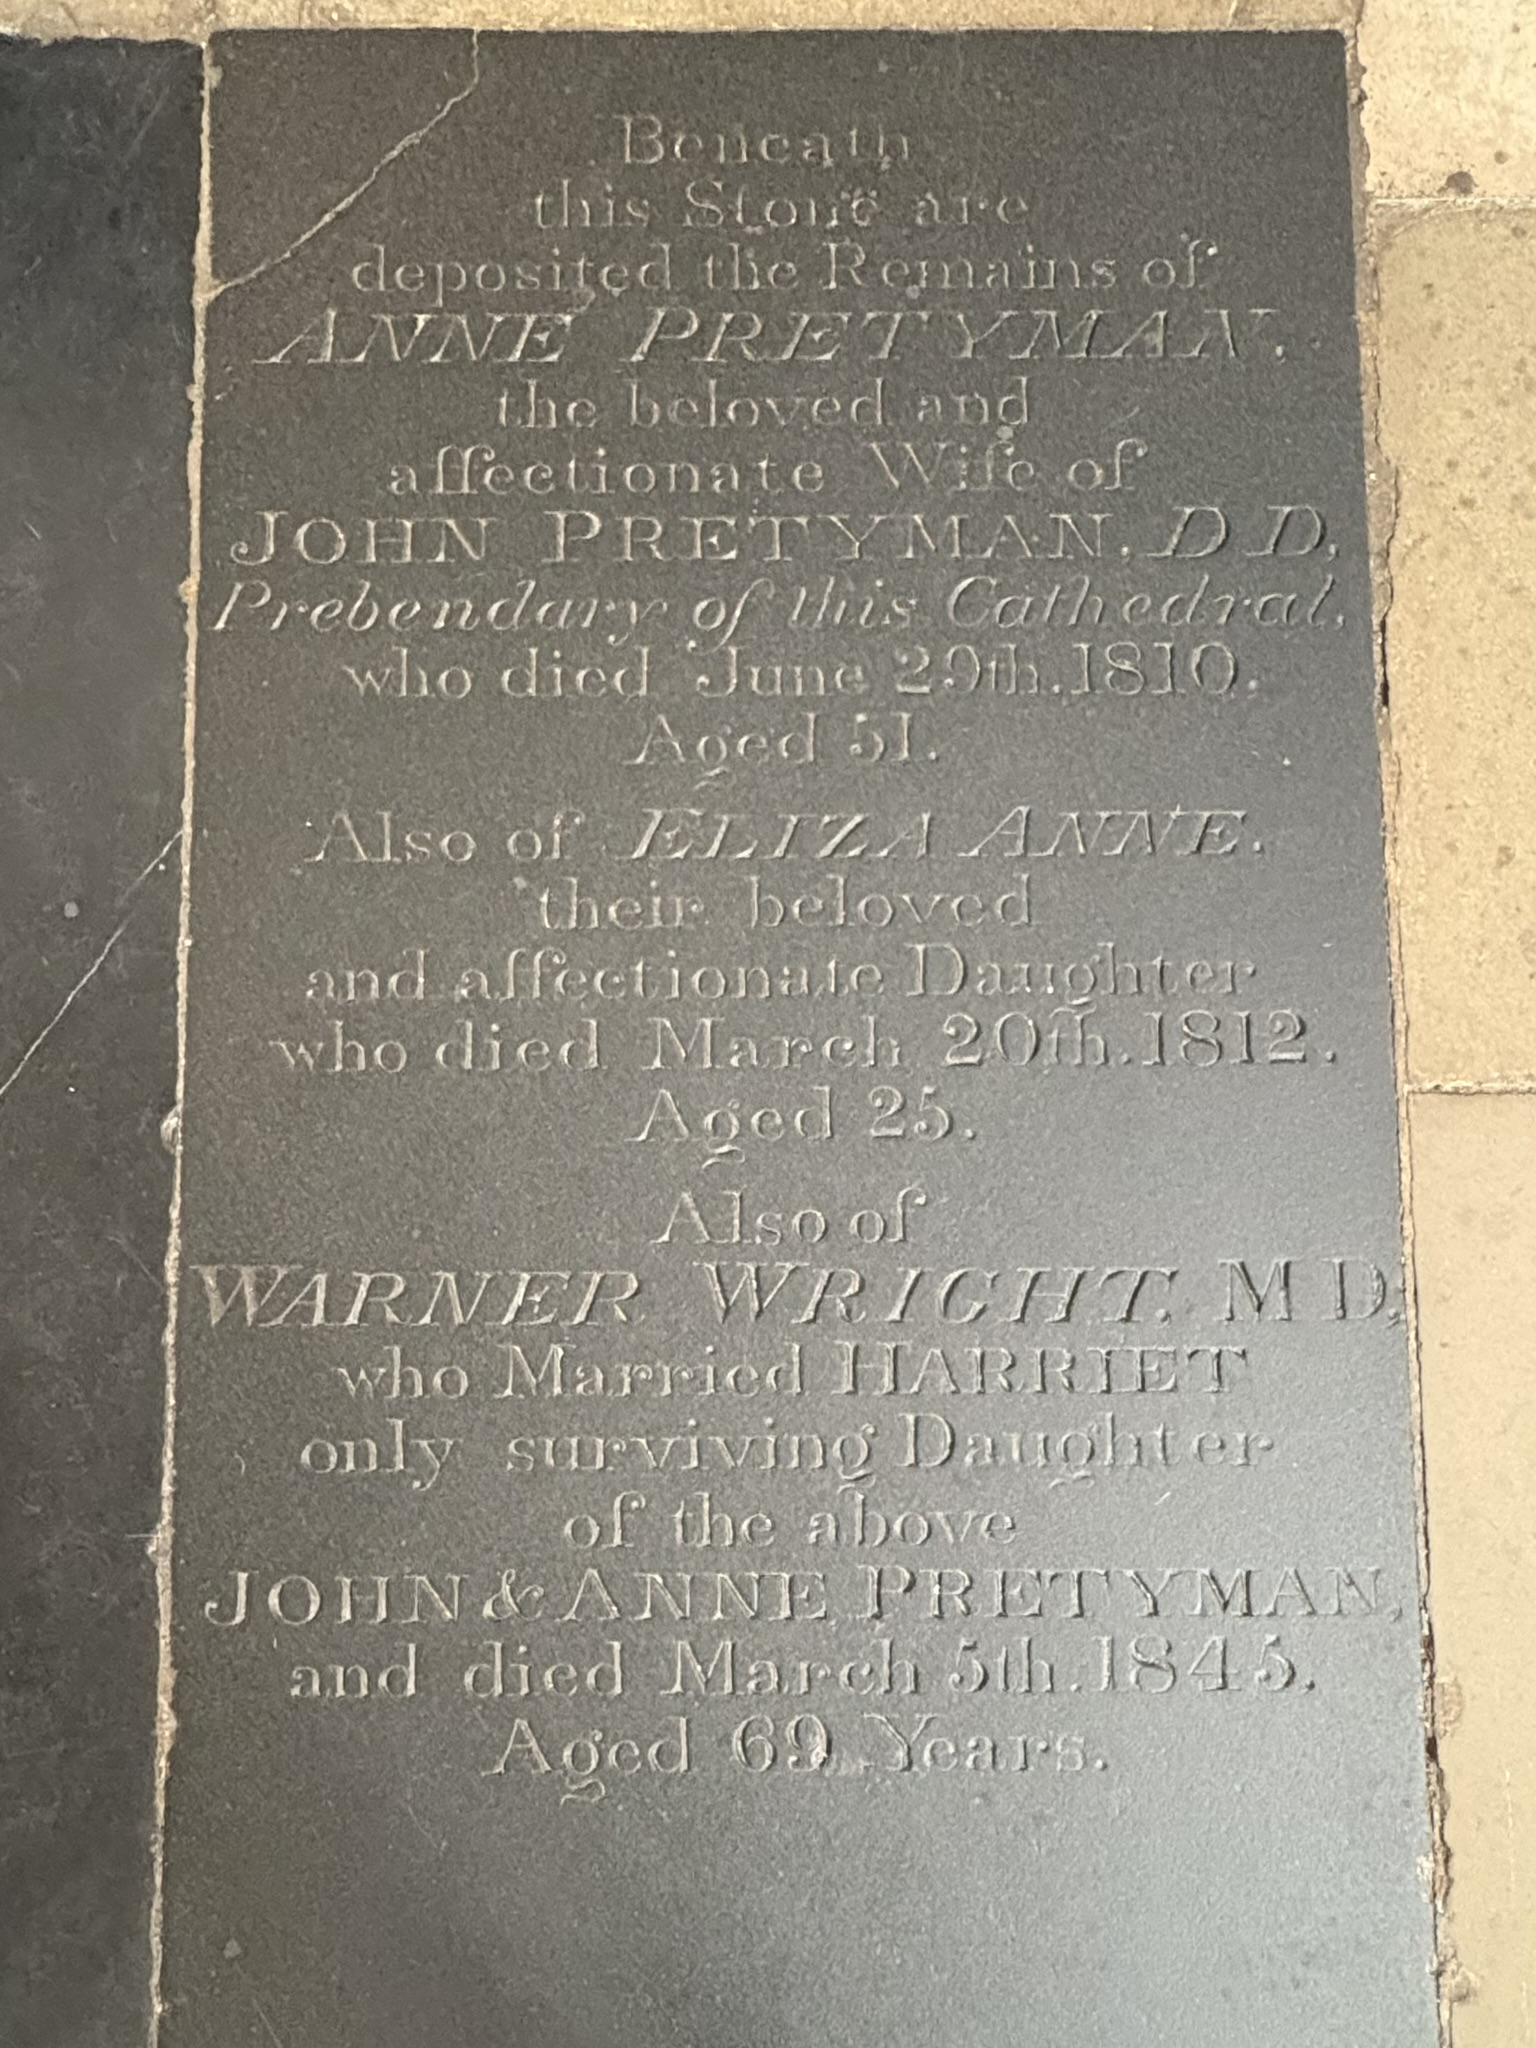 Beneath
this Stone are
deposited the Remains of
ANNE PRETYMAN.
the beloved and
affectionate Wife of
JOHN PRETYMAN, D D,
Prebendary of this Cathedral,
who died June 29th. 1810.
Aged 51.
Also of ELIZA ANNE.
their beloved
and affectionate Daughter
who died March 20th. 1812.
Aged 25.
Also of
WARNER WRIGHT. M D,
who Married HARRIET
only surviving Daughter
of the above
JOHN & ANNE PRETYMAN,
and died March 5th. 1845.
Aged 69 Years.